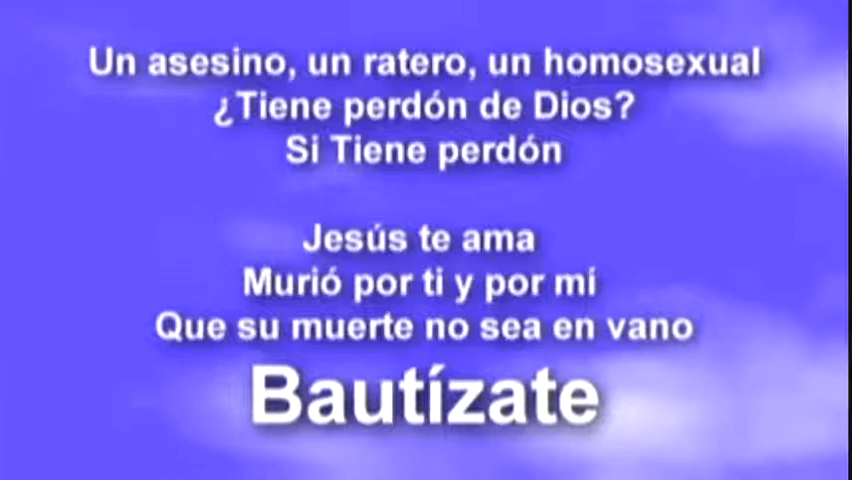 Un asesino, un ratero, un homosexual
¿Tiene perdón de Dios?
Si Tiene perdón
Jesús te ama
Murió por ti y por mí
Que su muerte no sea en vano
Bautízate